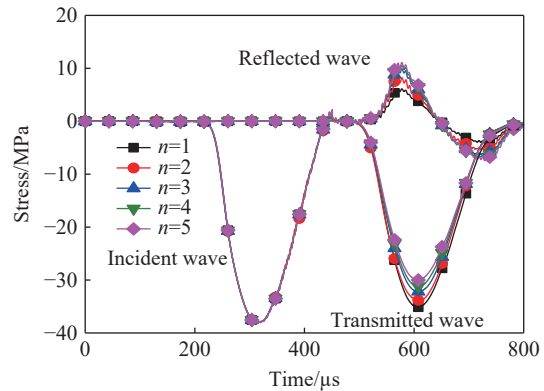 20
10
0
−10
−20
−30
−40
Stress/MPa
Reflected wave
n=1
n=2
n=3
n=4
n=5
Incident wave
Transmitted wave
0 200 400 600 800
Time/μs